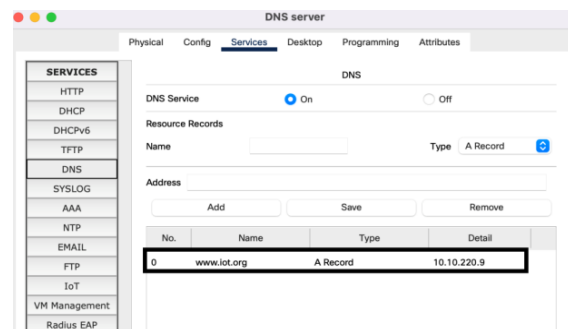 DNS server
Physical Config Services Desktop Programming Attributes
SERVICES
HTTP
DHCP
DHCPv6
TFTP
DNS
SYSLOG
AAA
NTP
EMAIL
FTP
IoT
VM Management
Radius EAP
DNS
DNS Service On Off
Resource Records
Name Type A Record
Address
Add Save Remove
No. Name Type Detail
0 www.iot.org A Record 10.10.220.9